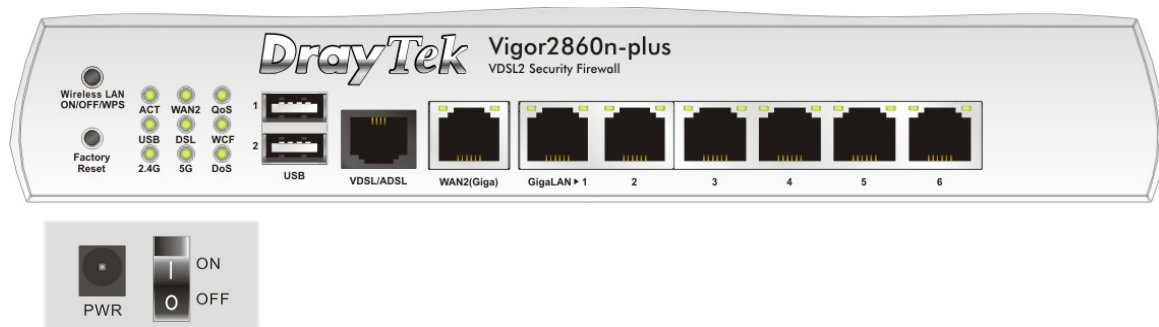 DrayTek
Vigor2860n-plus
VDSL2 Security Firewall
Wireless LAN
ON/OFF/WPS
Factory
Reset
ACT WAN2 QoS
USB DSL WCF
2.4G 5G DoS
1
2
USB
VDSL/ADSL
WAN2(Giga)
GigaLAN ▶ 1 2 3 4 5 6
PWR
| ON
0 OFF